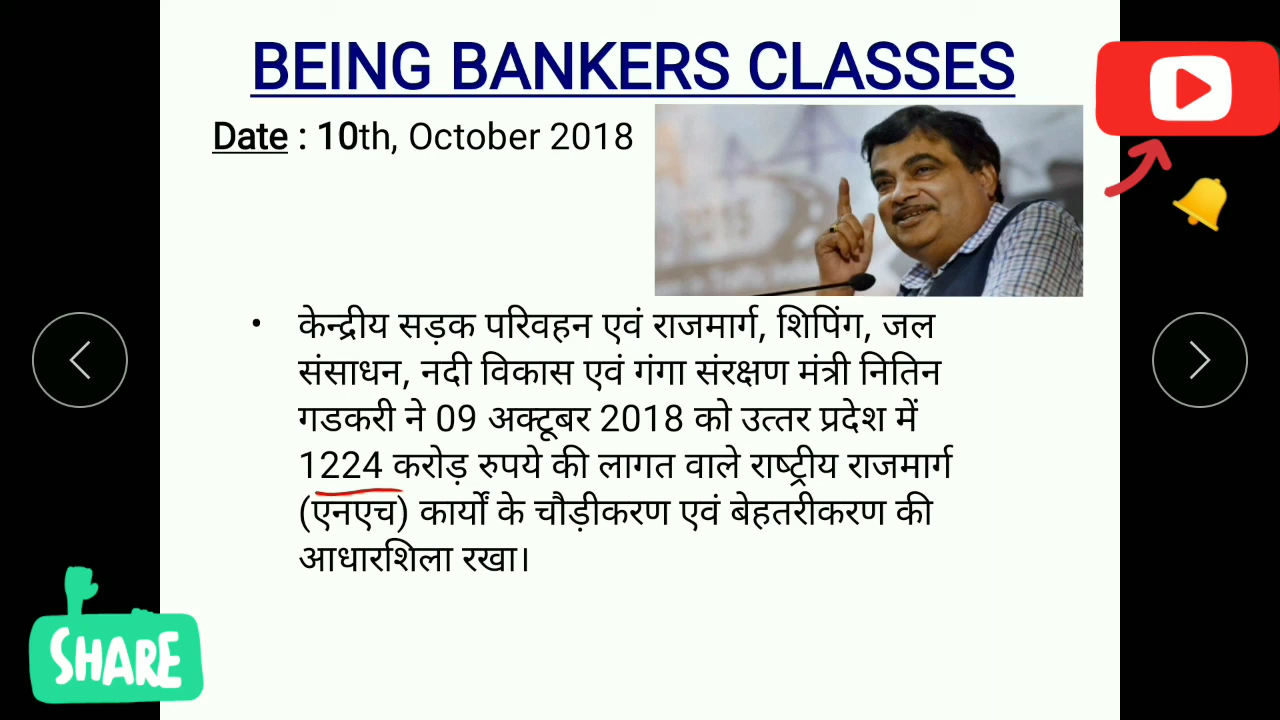 BEING BANKERS CLASSES
Date : 10th, October 2018
• केन्द्रीय सड़क परिवहन एवं राजमार्ग, शिपिंग, जल
संसाधन, नदी विकास एवं गंगा संरक्षण मंत्री नितिन
गडकरी ने 09 अक्टूबर 2018 को उत्तर प्रदेश में
1224 करोड़ रुपये की लागत वाले राष्ट्रीय राजमार्ग
(एनएच) कार्यों के चौड़ीकरण एवं बेहतरीकरण की
आधारशिला रखा।
SHARE